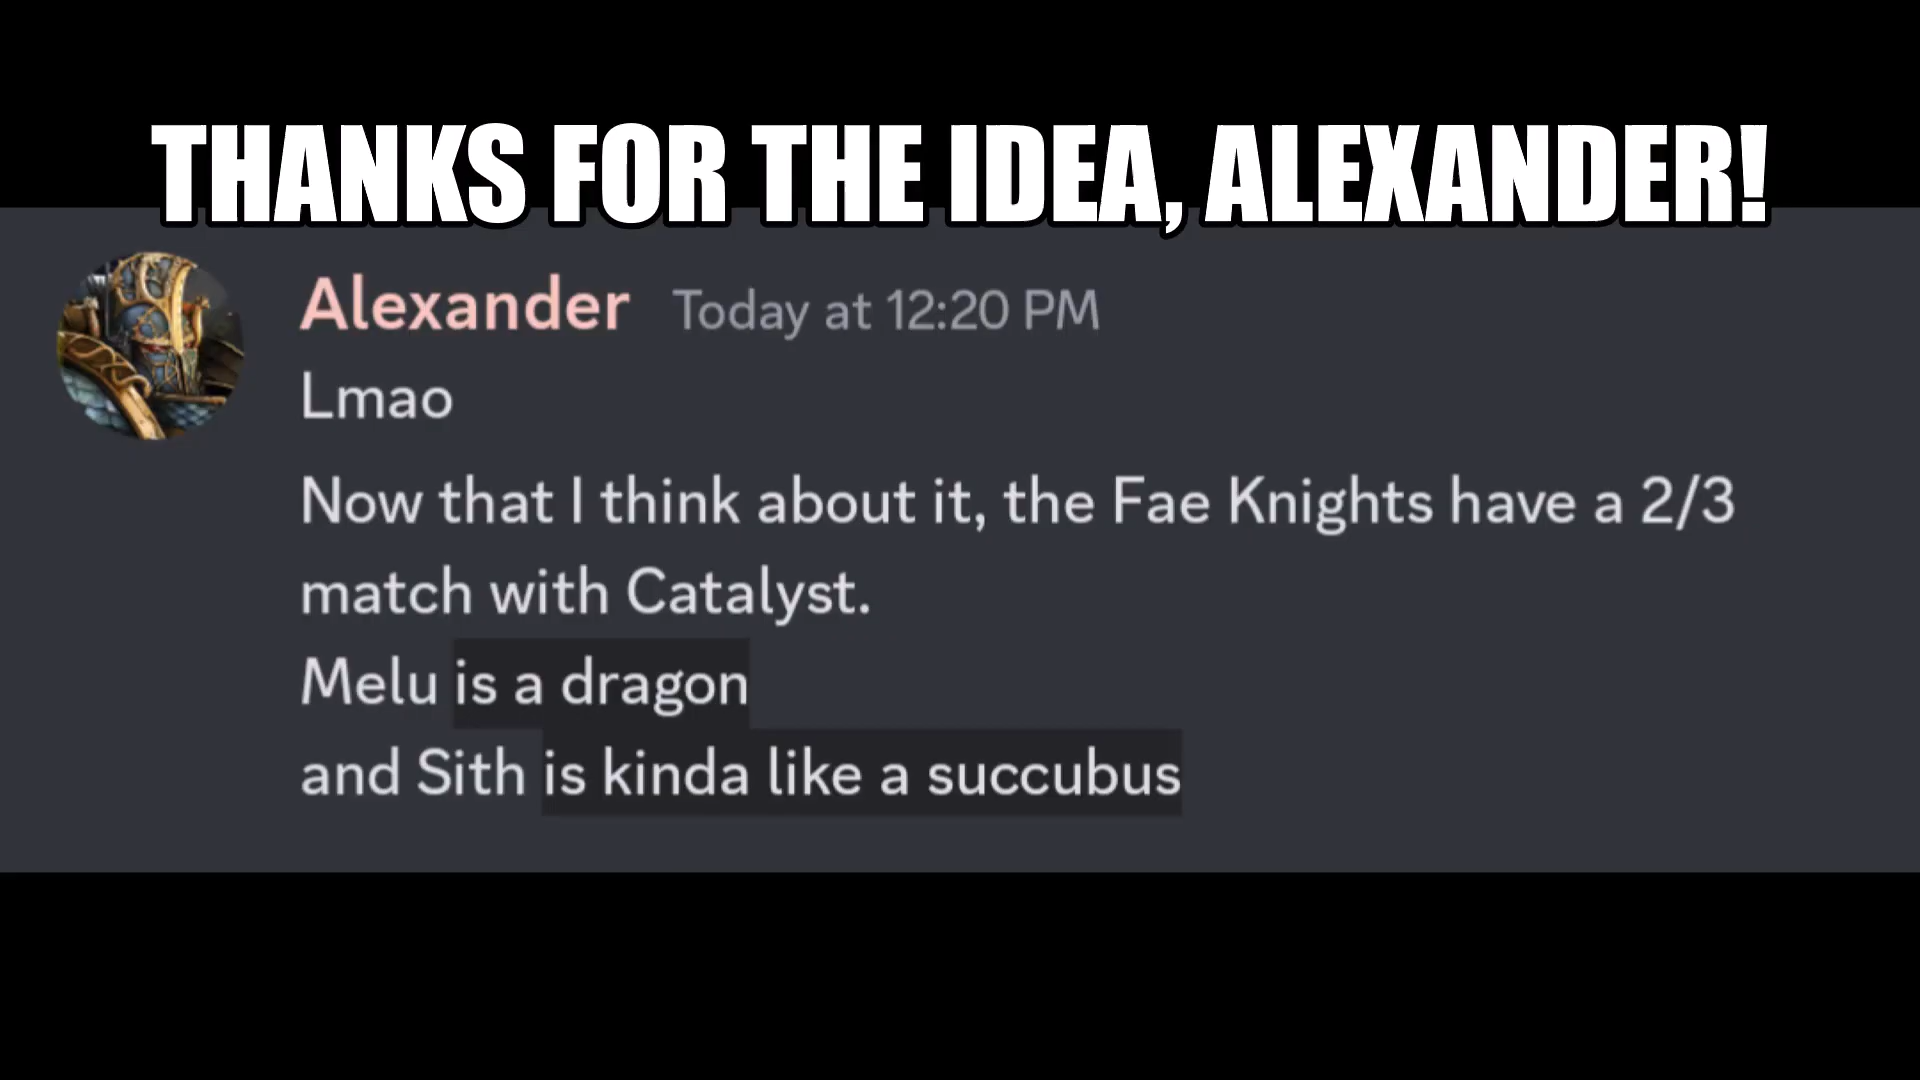 THANKS FOR THE IDEA, ALEXANDER!
Alexander Today at 12:20 PM
Lmao
Now that I think about it, the Fae Knights have a 2/3
match with Catalyst.
Melu is a dragon
and Sith is kinda like a succubus